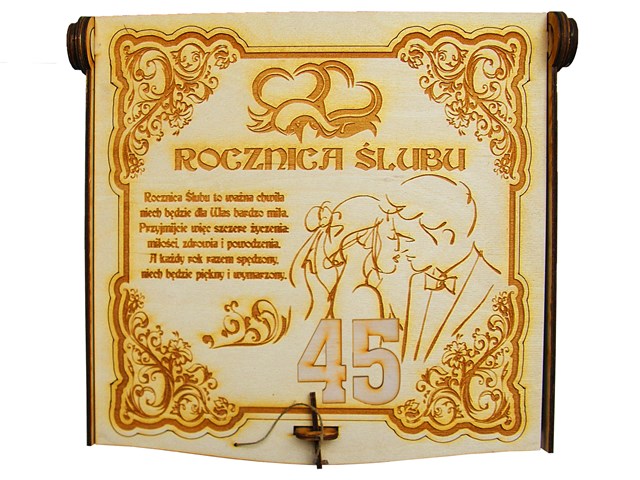 ROCZNICA ŚLUBU
Rocznica Ślubu to ważna chwila
niech będzie dla Was bardzo miła.
Przyjmijcie więc szczere życzenia:
miłości, zdrowia i powodzenia.
A każdy rok razem spędzony,
niech będzie piękny i wymarzony.
45